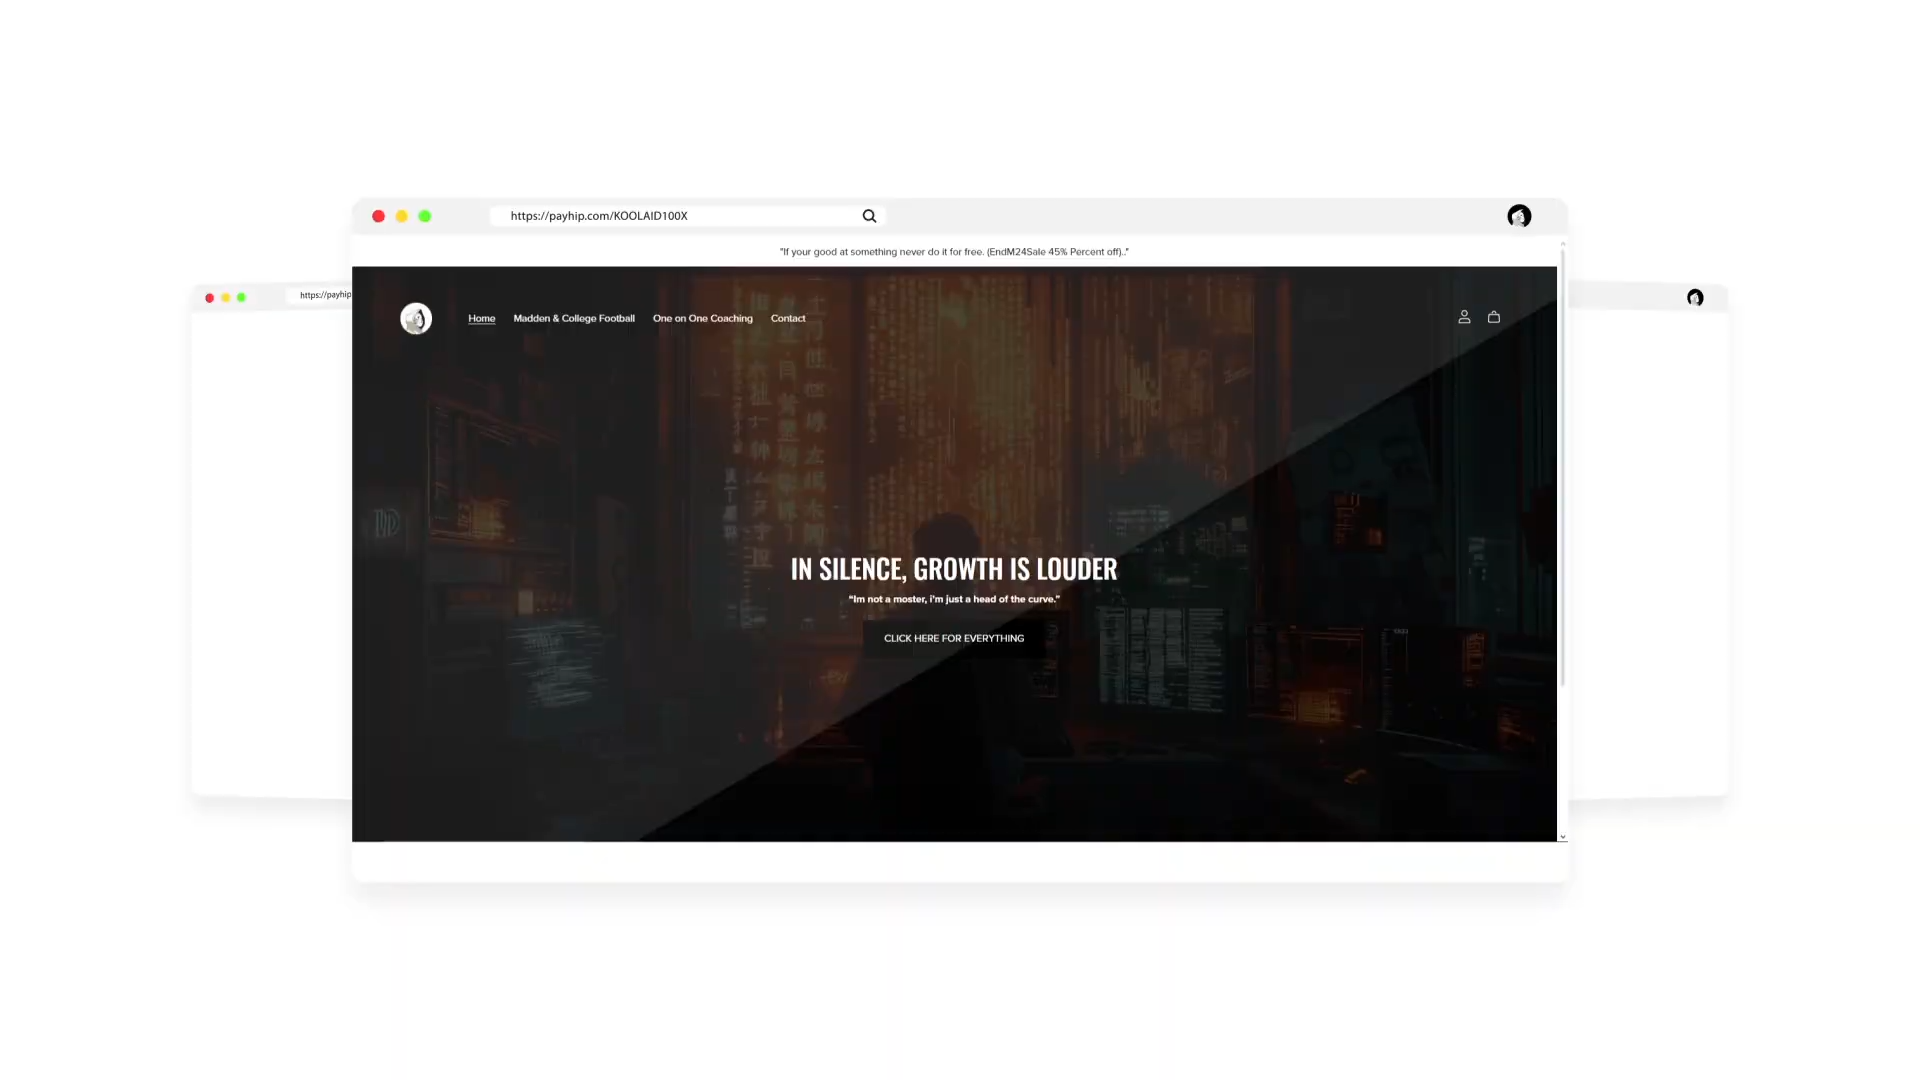 https://payhip.com/KOOLAID100X
"If your good at something never do it for free. (EndM24Sale 45% Percent off).."
https://payhip
Home
Madden & College Football
One on One Coaching
Contact
IN SILENCE, GROWTH IS LOUDER
“Im not a moster, i'm just a head of the curve.”
CLICK HERE FOR EVERYTHING